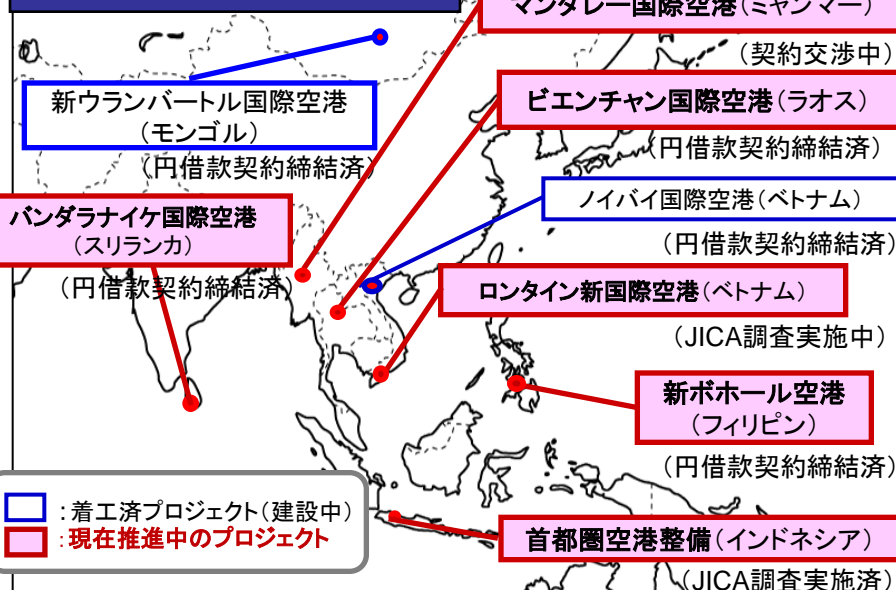 マンダレー国際空港(ミャンマー)
(契約交渉中)
新ウランバートル国際空港
(モンゴル)
(円借款契約締結済)
ビエンチャン国際空港(ラオス)
(円借款契約締結済)
ノイバイ国際空港(ベトナム)
(円借款契約締結済)
バンダラナイケ国際空港
(スリランカ)
(円借款契約締結済)
ロンタイン新国際空港(ベトナム)
(JICA調査実施中)
新ボホール空港
(フィリピン)
(円借款契約締結済)
:着工済プロジェクト(建設中)
:現在推進中のプロジェクト
首都圏空港整備(インドネシア)
(JICA調査実施済)